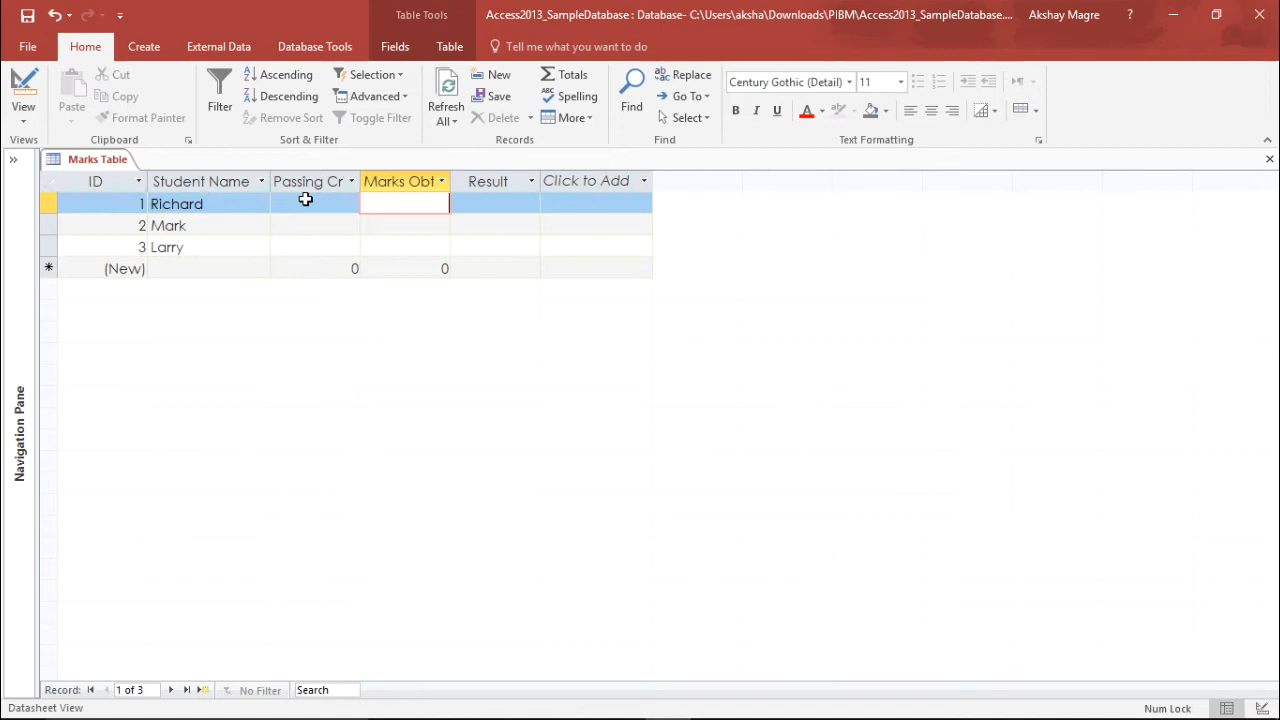 Table Tools
Access2013_SampleDatabase : Database- C:\Users\aksha\Downloads\PIBM\Access2013_SampleDatabase....
Akshay Magre
?
File Home Create External Data Database Tools Fields Table Tell me what you want to do
View
Views
Paste
Cut
Copy
Format Painter
Clipboard
Filter
Ascending
Descending
Remove Sort
Selection
Advanced
Toggle Filter
Sort & Filter
Refresh
All
New
Save
Delete
Totals
Spelling
More
Records
Find
Replace
Go To
Select
Find
Century Gothic (Detail) 11
B I U A
Text Formatting
»
Navigation Pane
Marks Table
ID Student Name Passing Cr Marks Obt Result Click to Add
1 Richard
2 Mark
3 Larry
* (New) 0 0
Record: 1 of 3 No Filter Search
Datasheet View Num Lock